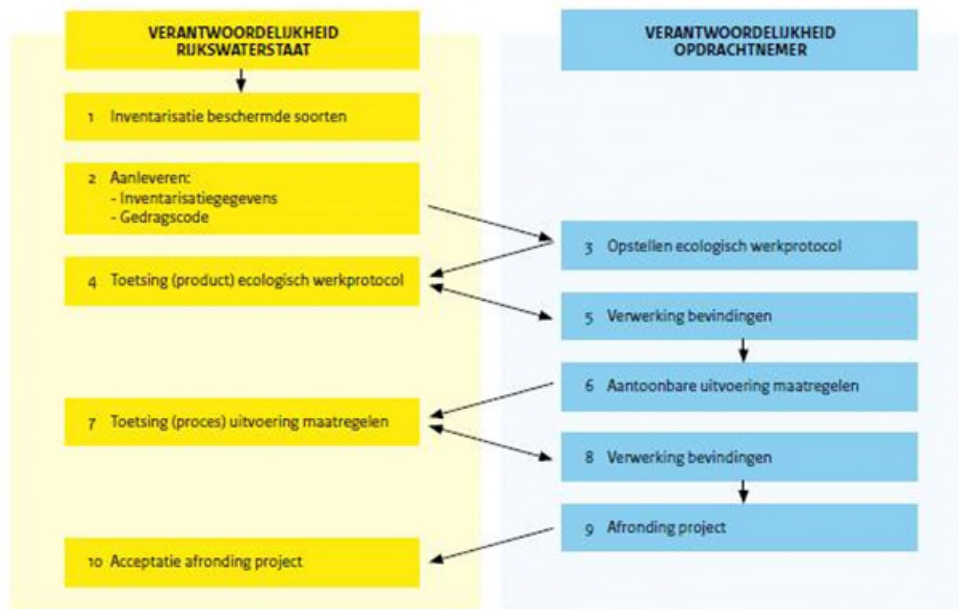 VERANTWOORDELIJKHEID
RIJKSWATERSTAAT
VERANTWOORDELIJKHEID
OPDRACHTNEMER
1 Inventarisatie beschermde soorten
2 Aanleveren:
- Inventarisatiegegevens
- Gedragscode
3 Opstellen ecologisch werkprotocol
4 Toetsing (product) ecologisch werkprotocol
5 Verwerking bevindingen
6 Aantoonbare uitvoering maatregelen
7 Toetsing (proces) uitvoering maatregelen
8 Verwerking bevindingen
9 Afronding project
10 Acceptatie afronding project